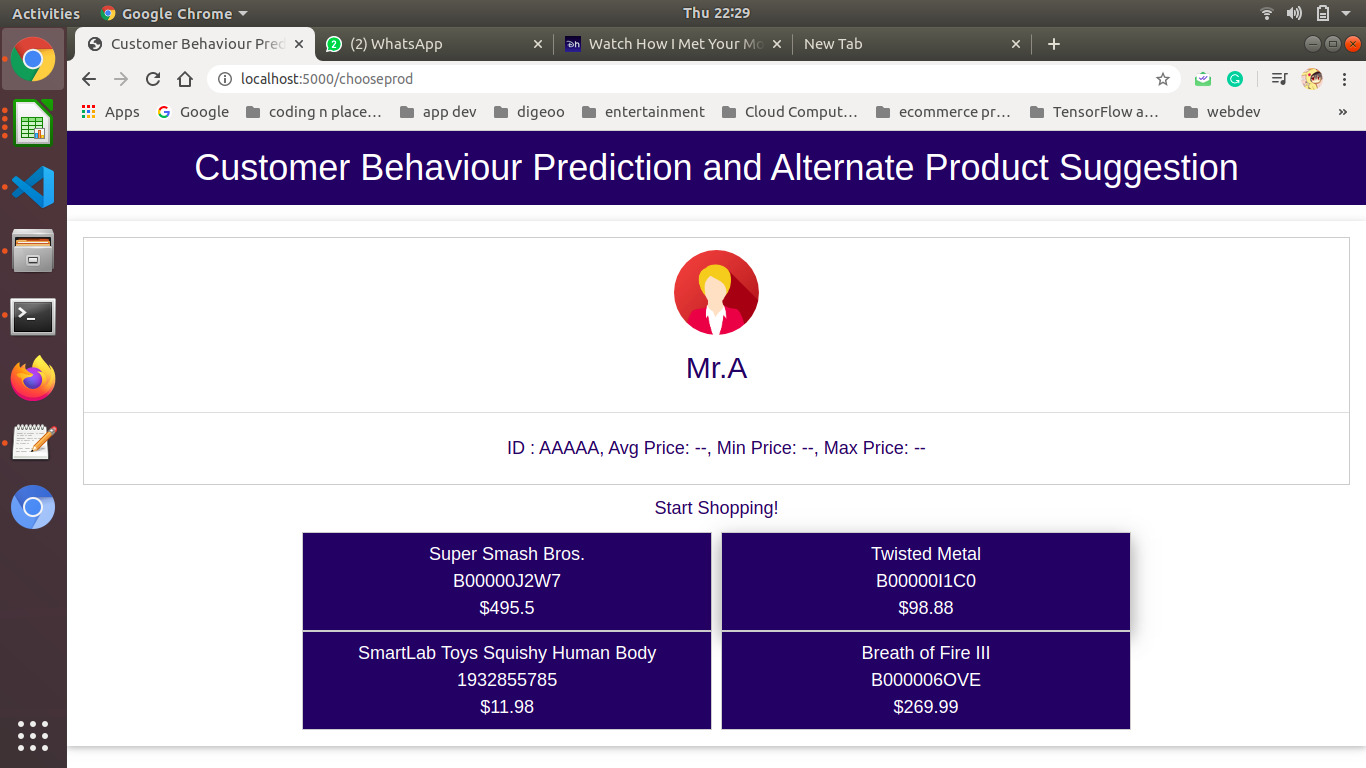 Activities Google Chrome Thu 22:29
Customer Behaviour Pred (2) WhatsApp Watch How I Met Your Mo New Tab
localhost:5000/chooseprod
Apps Google coding n place… app dev digeoo entertainment Cloud Comput… ecommerce pr… TensorFlow a… webdev »
Customer Behaviour Prediction and Alternate Product Suggestion
Mr.A
ID : AAAAA, Avg Price: --, Min Price: --, Max Price: --
Start Shopping!
Super Smash Bros.
B00000J2W7
$495.5
Twisted Metal
B00000I1C0
$98.88
SmartLab Toys Squishy Human Body
1932855785
$11.98
Breath of Fire III
B000006OVE
$269.99